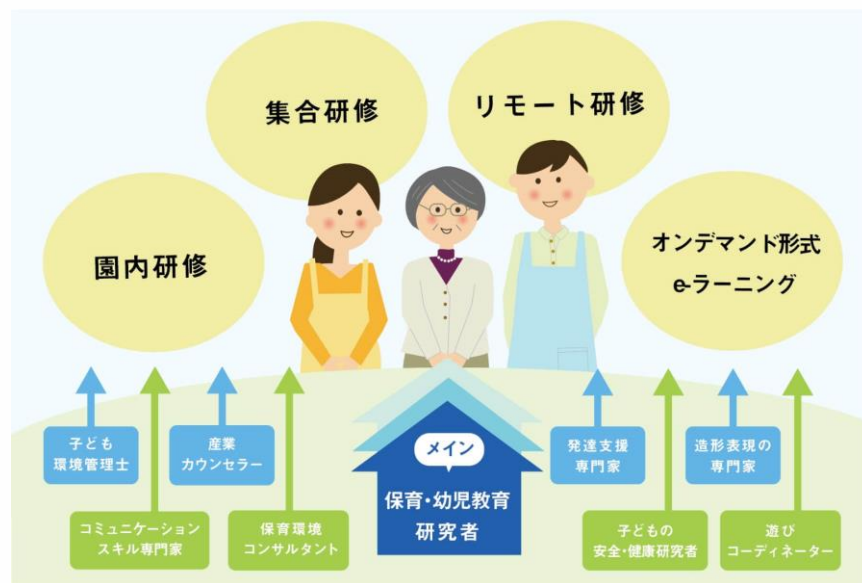 集合研修
リモート研修
園内研修
オンデマンド形式
e-ラーニング
子ども
環境管理士
産業
カウンセラー
メイン
保育・幼児教育
研究者
発達支援
専門家
造形表現の
専門家
コミュニケーション
スキル専門家
保育環境
コンサルタント
子どもの
安全・健康研究者
遊び
コーディネーター